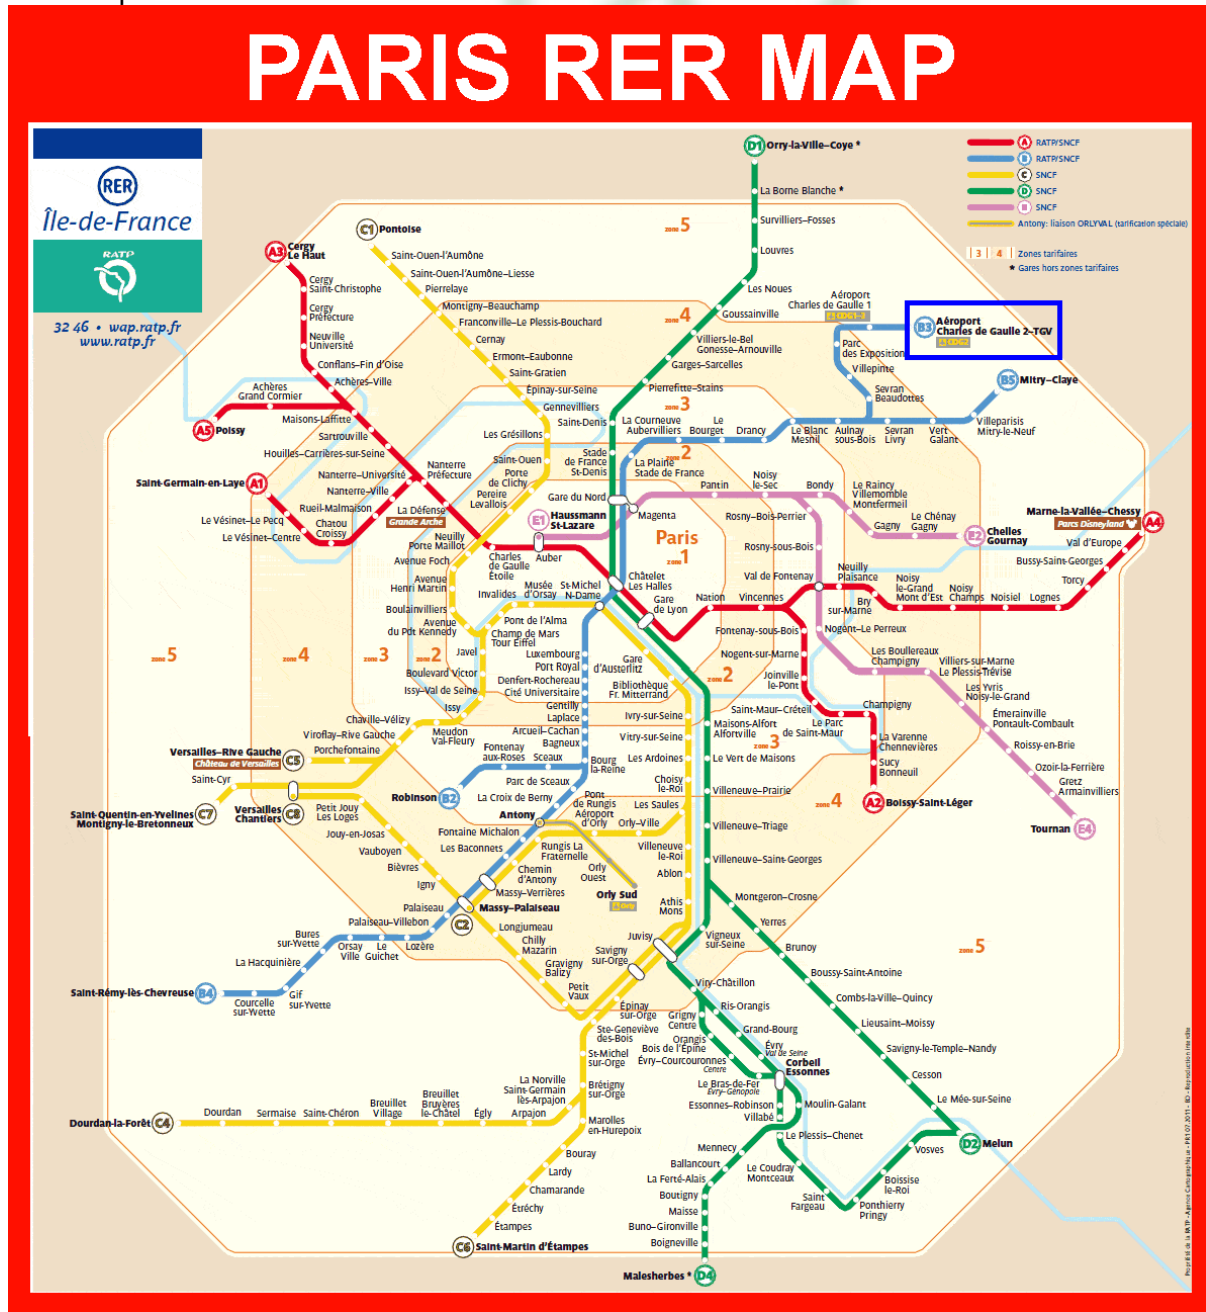 PARIS RER MAP
RER
Île-de-France
RATP
32 46 • wap.ratp.fr
www.ratp.fr
A RATP/SNCF
B RATP/SNCF
C SNCF
D SNCF
E SNCF
Antony: liaison ORLYVAL (tarification spéciale)
3 4 Zones tarifaires
* Gares hors zones tarifaires
D1 Orry-la-Ville–Coye *
La Borne Blanche *
Survilliers–Fosses
Louvres
Les Noues
Goussainville
Villiers-le-Bel
Gonesse–Arnouville
Garges–Sarcelles
Pierrefitte–Stains
Saint-Denis
Stade
de France
St-Denis
zone 5
zone 4
zone 3
zone 2
Paris
zone 1
C1 Pontoise
Saint-Ouen-l'Aumône
Saint-Ouen-l'Aumône–Liesse
Pierrelaye
Montigny–Beauchamp
Franconville–Le Plessis-Bouchard
Cernay
Ermont–Eaubonne
Saint-Gratien
Épinay-sur-Seine
Gennevilliers
Les Grésillons
Saint-Ouen
Porte
de Clichy
Pereire
Levallois
Neuilly
Porte Maillot
Avenue Foch
Avenue
Henri Martin
Boulainvilliers
Avenue
du Pdt Kennedy
A3 Cergy
Le Haut
Cergy
Saint-Christophe
Cergy
Préfecture
Neuville
Université
Conflans–Fin d'Oise
Achères–Ville
Achères
Grand Cormier
A5 Poissy
Maisons-Laffitte
Sartrouville
Houilles–Carrières-sur-Seine
Nanterre–Université
Nanterre
Préfecture
Nanterre–Ville
Rueil-Malmaison
Chatou
Croissy
Le Vésinet–Centre
Le Vésinet–Le Pecq
Saint-Germain-en-Laye A1
La Défense
Grande Arche
Charles
de Gaulle
Étoile
Auber
E1 Haussmann
St-Lazare
Gare du Nord
Magenta
Châtelet
Les Halles
Gare
de Lyon
Nation
Vincennes
Aéroport
Charles de Gaulle 1
CDG1–3
B3 Aéroport
Charles de Gaulle 2–TGV
CDG2
Parc
des Exposition
Villepinte
Sevran
Beaudottes
B5 Mitry–Claye
Villeparisis
Mitry-le-Neuf
Vert
Galant
Sevran
Livry
Aulnay
sous-Bois
Le Blanc
Mesnil
Drancy
Le
Bourget
La Courneuve
Aubervilliers
La Plaine
Stade de France
Pantin
Noisy
le-Sec
Bondy
Le Raincy
Villemomble
Montfermeil
Gagny
Le Chénay
Gagny
E2 Chelles
Gournay
Rosny–Bois-Perrier
Rosny-sous-Bois
Val de Fontenay
Nogent–Le Perreux
Les Boullereaux
Champigny
Villiers-sur-Marne
Le Plessis-Trévise
Les Yvris
Noisy-le-Grand
Émerainville
Pontault-Combault
Roissy-en-Brie
Ozoir-la-Ferrière
Gretz
Armainvilliers
Tournan E4
Marne-la-Vallée–Chessy A4
Parcs Disneyland
Val d'Europe
Bussy-Saint-Georges
Torcy
Lognes
Noisiel
Noisy
Champs
Noisy
le-Grand
Mont d'Est
Bry
sur-Marne
Neuilly
Plaisance
Fontenay-sous-Bois
Nogent-sur-Marne
Joinville
le-Pont
Saint-Maur–Créteil
Le Parc
de Saint-Maur
Champigny
La Varenne
Chennevières
Sucy
Bonneuil
A2 Boissy-Saint-Léger
Invalides
Musée
d'Orsay
St-Michel
N-Dame
Pont de l'Alma
Champ de Mars
Tour Eiffel
Javel
Boulevard Victor
Issy–Val de Seine
Issy
Meudon
Val-Fleury
Chaville–Vélizy
Viroflay–Rive Gauche
Porchefontaine
Versailles–Rive Gauche C5
Château de Versailles
Saint-Cyr
Saint-Quentin-en-Yvelines
Montigny-le-Bretonneux C7
Versailles
Chantiers C8
Petit Jouy
Les Loges
Jouy-en-Josas
Vauboyen
Bièvres
Igny
Luxembourg
Port Royal
Denfert-Rochereau
Cité Universitaire
Gentilly
Laplace
Arcueil–Cachan
Bagneux
Bourg
la-Reine
Sceaux
Fontenay
aux-Roses
Robinson B2
Parc de Sceaux
La Croix de Berny
Antony
Fontaine Michalon
Les Baconnets
Massy–Verrières
Massy–Palaiseau
C2
Palaiseau
Palaiseau–Villebon
Lozère
Le
Guichet
Orsay
Ville
Bures
sur-Yvette
La Hacquinière
Gif
sur-Yvette
Courcelle
sur-Yvette
Saint-Rémy-lès-Chevreuse B4
Gare
d'Austerlitz
Bibliothèque
Fr. Mitterrand
Ivry-sur-Seine
Vitry-sur-Seine
Les Ardoines
Choisy
le-Roi
Les Saules
Orly–Ville
Pont
de Rungis
Aéroport
d'Orly
Rungis La
Fraternelle
Chemin
d'Antony
Orly
Ouest
Orly Sud
Orly
Villeneuve
le-Roi
Ablon
Athis
Mons
Juvisy
Savigny
sur-Orge
Épinay
sur-Orge
Longjumeau
Chilly
Mazarin
Gravigny
Balizy
Petit
Vaux
Ste-Geneviève
des-Bois
St-Michel
sur-Orge
Brétigny
sur-Orge
La Norville
Saint-Germain
lès-Arpajon
Arpajon
Égly
Breuillet
Bruyères
le-Châtel
Breuillet
Village
Saint-Chéron
Sermaise
Dourdan
Dourdan-la-Forêt C4
Marolles
en-Hurepoix
Bouray
Lardy
Chamarande
Étréchy
Étampes
C6 Saint-Martin d'Étampes
Maisons-Alfort
Alfortville
Le Vert de Maisons
Villeneuve–Prairie
Villeneuve–Triage
Villeneuve–Saint-Georges
Montgeron–Crosne
Yerres
Brunoy
Boussy-Saint-Antoine
Combs-la-Ville–Quincy
Lieusaint–Moissy
Savigny-le-Temple–Nandy
Cesson
Le Mée-sur-Seine
D2 Melun
Vosves
Boissise
le-Roi
Ponthierry
Pringy
Saint
Fargeau
Le Coudray
Montceaux
Le Plessis–Chenet
Vigneux
sur-Seine
Viry-Châtillon
Ris-Orangis
Grand-Bourg
Évry
Val de Seine
Corbeil
Essonnes
Grigny
Centre
Orangis
Bois de l'Épine
Évry–Courcouronnes
Centre
Le Bras-de-Fer
Évry–Génopole
Essonnes–Robinson
Villabé
Moulin-Galant
Mennecy
Ballancourt
La Ferté-Alais
Boutigny
Maisse
Buno–Gironville
Boigneville
Malesherbes * D4
zone 5
zone 4
zone 3
zone 2
zone 2
zone 3
zone 4
zone 5
Propriété de la RATP - Agence Cartographique - PR1 07.2011 - BD - Reproduction interdite